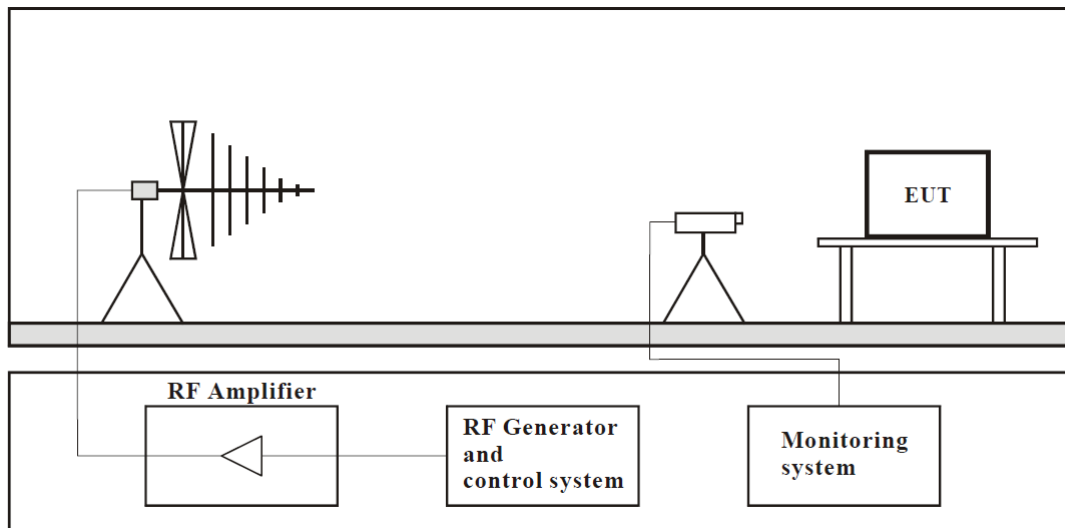 EUT
RF Amplifier
RF Generator
and
control system
Monitoring
system